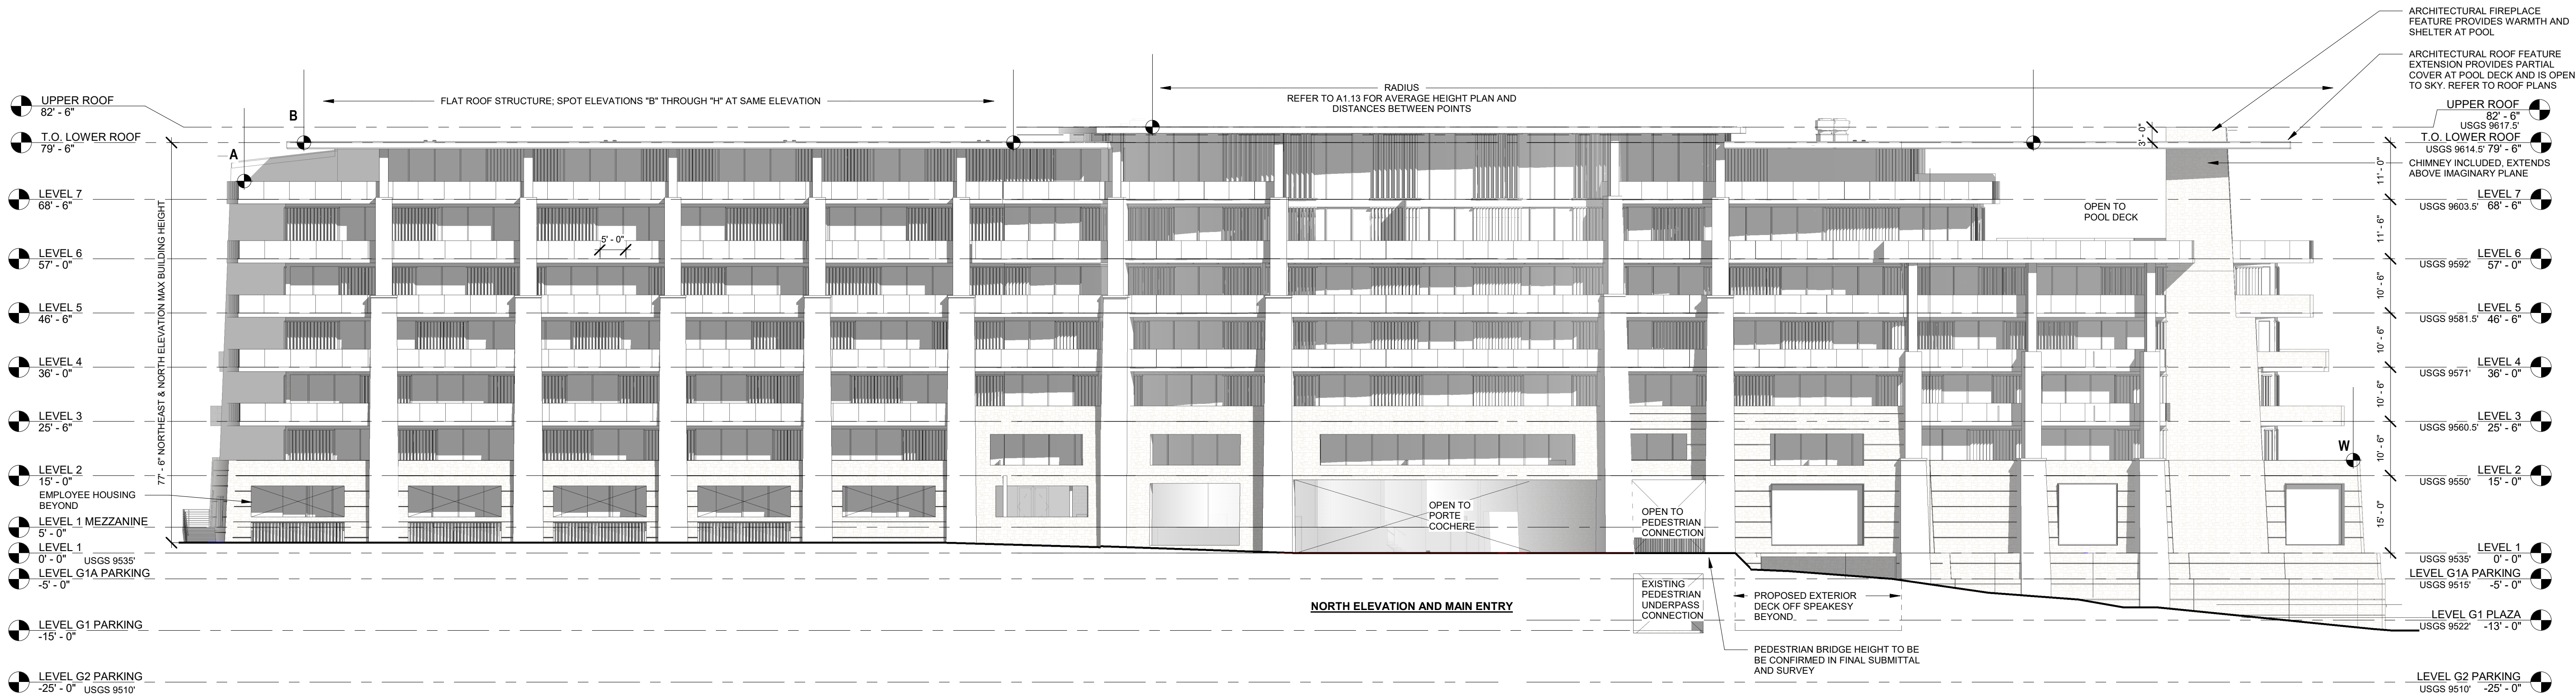 ARCHITECTURAL FIREPLACE
FEATURE PROVIDES WARMTH AND
SHELTER AT POOL
ARCHITECTURAL ROOF FEATURE
EXTENSION PROVIDES PARTIAL
COVER AT POOL DECK AND IS OPEN
TO SKY. REFER TO ROOF PLANS
RADIUS
REFER TO A1.13 FOR AVERAGE HEIGHT PLAN AND
DISTANCES BETWEEN POINTS
FLAT ROOF STRUCTURE; SPOT ELEVATIONS "B" THROUGH "H" AT SAME ELEVATION
B
A
UPPER ROOF
82' - 6"
T.O. LOWER ROOF
79' - 6"
LEVEL 7
68' - 6"
LEVEL 6
57' - 0"
LEVEL 5
46' - 6"
LEVEL 4
36' - 0"
LEVEL 3
25' - 6"
LEVEL 2
15' - 0"
EMPLOYEE HOUSING
BEYOND
LEVEL 1 MEZZANINE
5' - 0"
LEVEL 1
0' - 0" USGS 9535'
LEVEL G1A PARKING
-5' - 0"
LEVEL G1 PARKING
-15' - 0"
LEVEL G2 PARKING
-25' - 0" USGS 9510'
77' - 6" NORTHEAST & NORTH ELEVATION MAX BUILDING HEIGHT
5' - 0"
OPEN TO
PORTE
COCHERE
OPEN TO
PEDESTRIAN
CONNECTION
EXISTING
PEDESTRIAN
UNDERPASS
CONNECTION
PROPOSED EXTERIOR
DECK OFF SPEAKESY
BEYOND
PEDESTRIAN BRIDGE HEIGHT TO BE
BE CONFIRMED IN FINAL SUBMITTAL
AND SURVEY
NORTH ELEVATION AND MAIN ENTRY
OPEN TO
POOL DECK
CHIMNEY INCLUDED, EXTENDS
ABOVE IMAGINARY PLANE
W
3' - 0"
11' - 0"
11' - 6"
10' - 6"
10' - 6"
10' - 6"
10' - 6"
15' - 0"
UPPER ROOF
82' - 6"
USGS 9617.5'
T.O. LOWER ROOF
USGS 9614.5' 79' - 6"
LEVEL 7
USGS 9603.5' 68' - 6"
LEVEL 6
USGS 9592' 57' - 0"
LEVEL 5
USGS 9581.5' 46' - 6"
LEVEL 4
USGS 9571' 36' - 0"
LEVEL 3
USGS 9560.5' 25' - 6"
LEVEL 2
USGS 9550' 15' - 0"
LEVEL 1
USGS 9535' 0' - 0"
LEVEL G1A PARKING
USGS 9515' -5' - 0"
LEVEL G1 PLAZA
USGS 9522' -13' - 0"
LEVEL G2 PARKING
USGS 9510' -25' - 0"